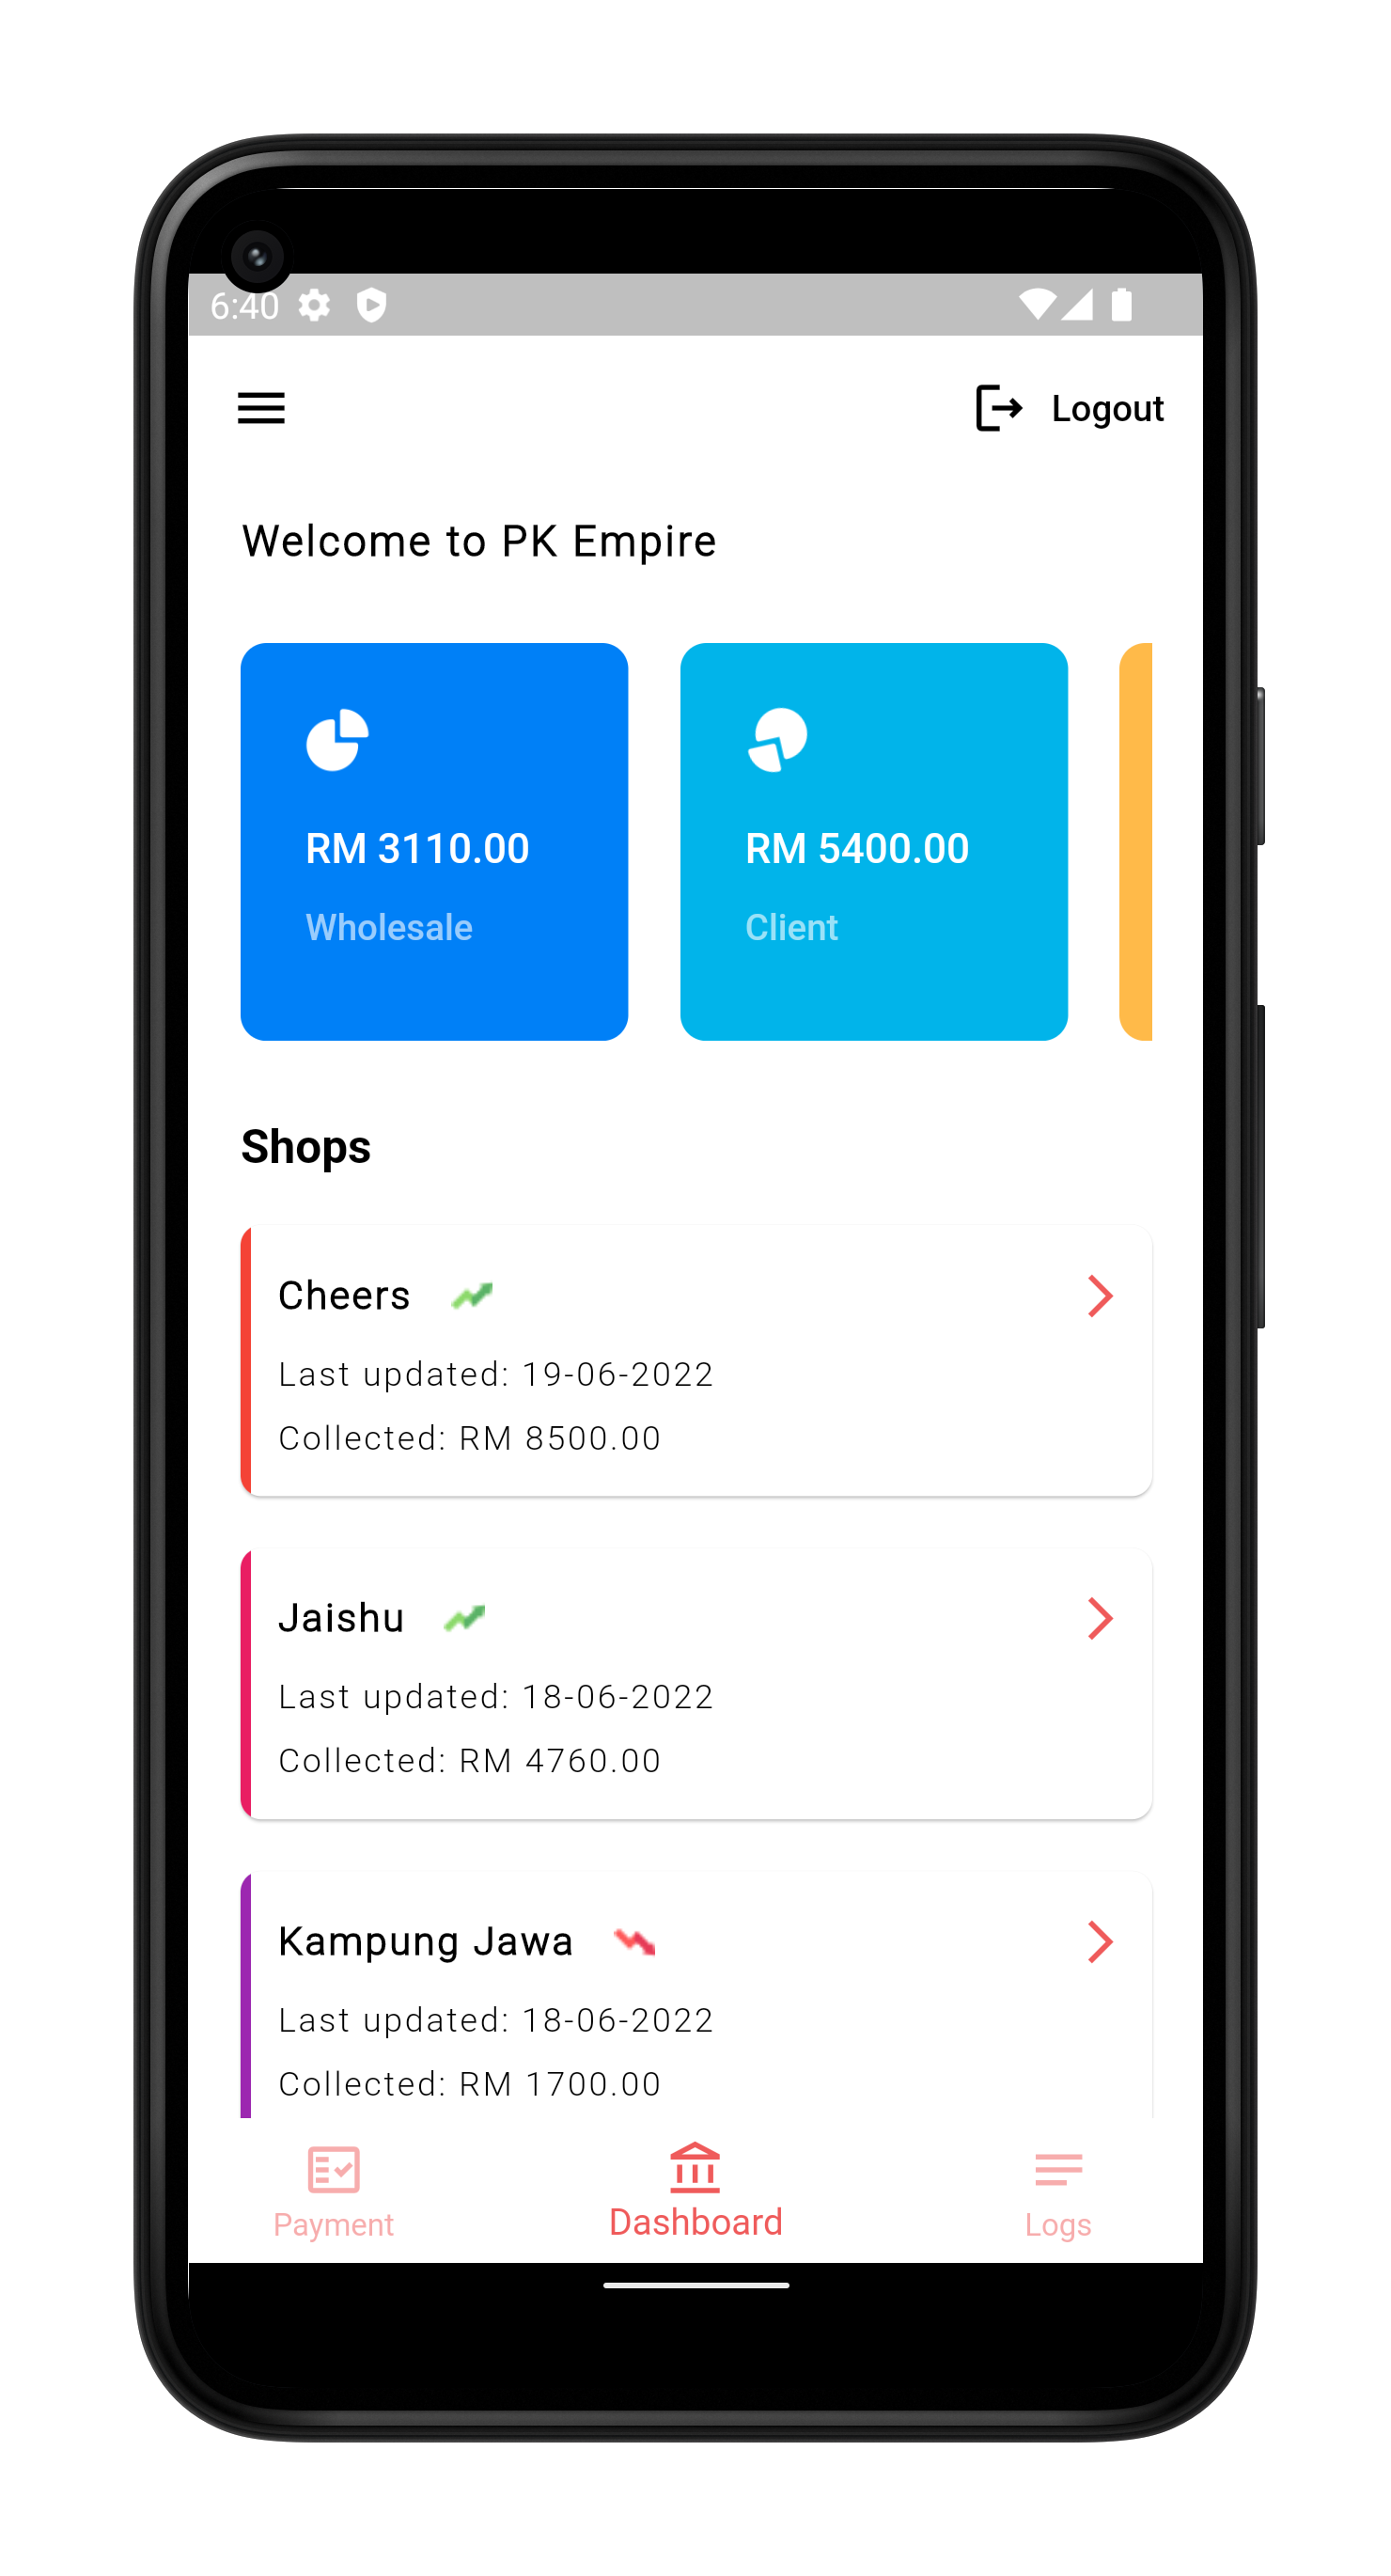 6:40
Logout
Welcome to PK Empire
RM 3110.00
Wholesale
RM 5400.00
Client
Shops
Cheers
Last updated: 19-06-2022
Collected: RM 8500.00
Jaishu
Last updated: 18-06-2022
Collected: RM 4760.00
Kampung Jawa
Last updated: 18-06-2022
Collected: RM 1700.00
Payment
Dashboard
Logs